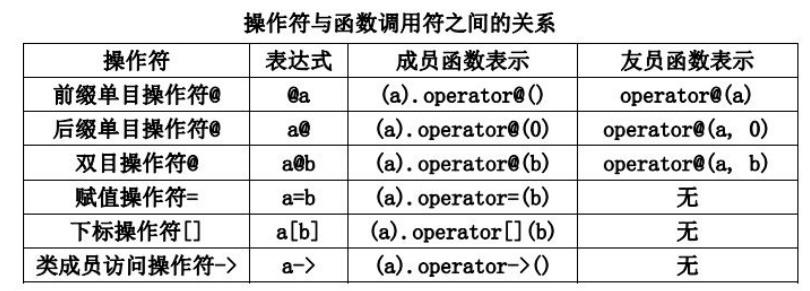 操作符与函数调用符之间的关系
操作符 表达式 成员函数表示 友员函数表示
前缀单目操作符@ @a (a).operator@() operator@(a)
后缀单目操作符@ a@ (a).operator@(0) operator@(a, 0)
双目操作符@ a@b (a).operator@(b) operator@(a, b)
赋值操作符= a=b (a).operator=(b) 无
下标操作符[] a[b] (a).operator[](b) 无
类成员访问操作符-> a-> (a).operator->() 无